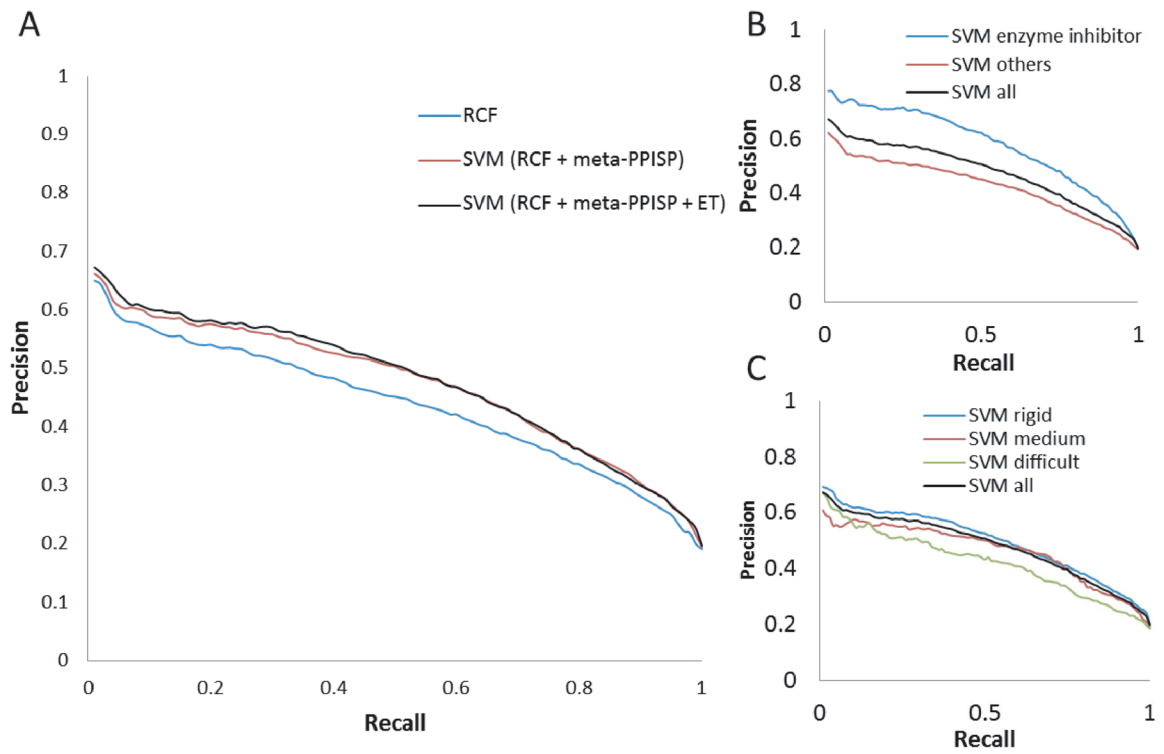 A
1
0.9
0.8
0.7
0.6
0.5
0.4
0.3
0.2
0.1
0
Precision
0
0.2
0.4
0.6
0.8
1
Recall
RCF
SVM (RCF + meta-PPISP)
SVM (RCF + meta-PPISP + ET)
B
1
0.8
0.6
0.4
0.2
0
Precision
0
0.5
1
Recall
SVM enzyme inhibitor
SVM others
SVM all
C
1
0.8
0.6
0.4
0.2
0
Precision
0
0.5
1
Recall
SVM rigid
SVM medium
SVM difficult
SVM all